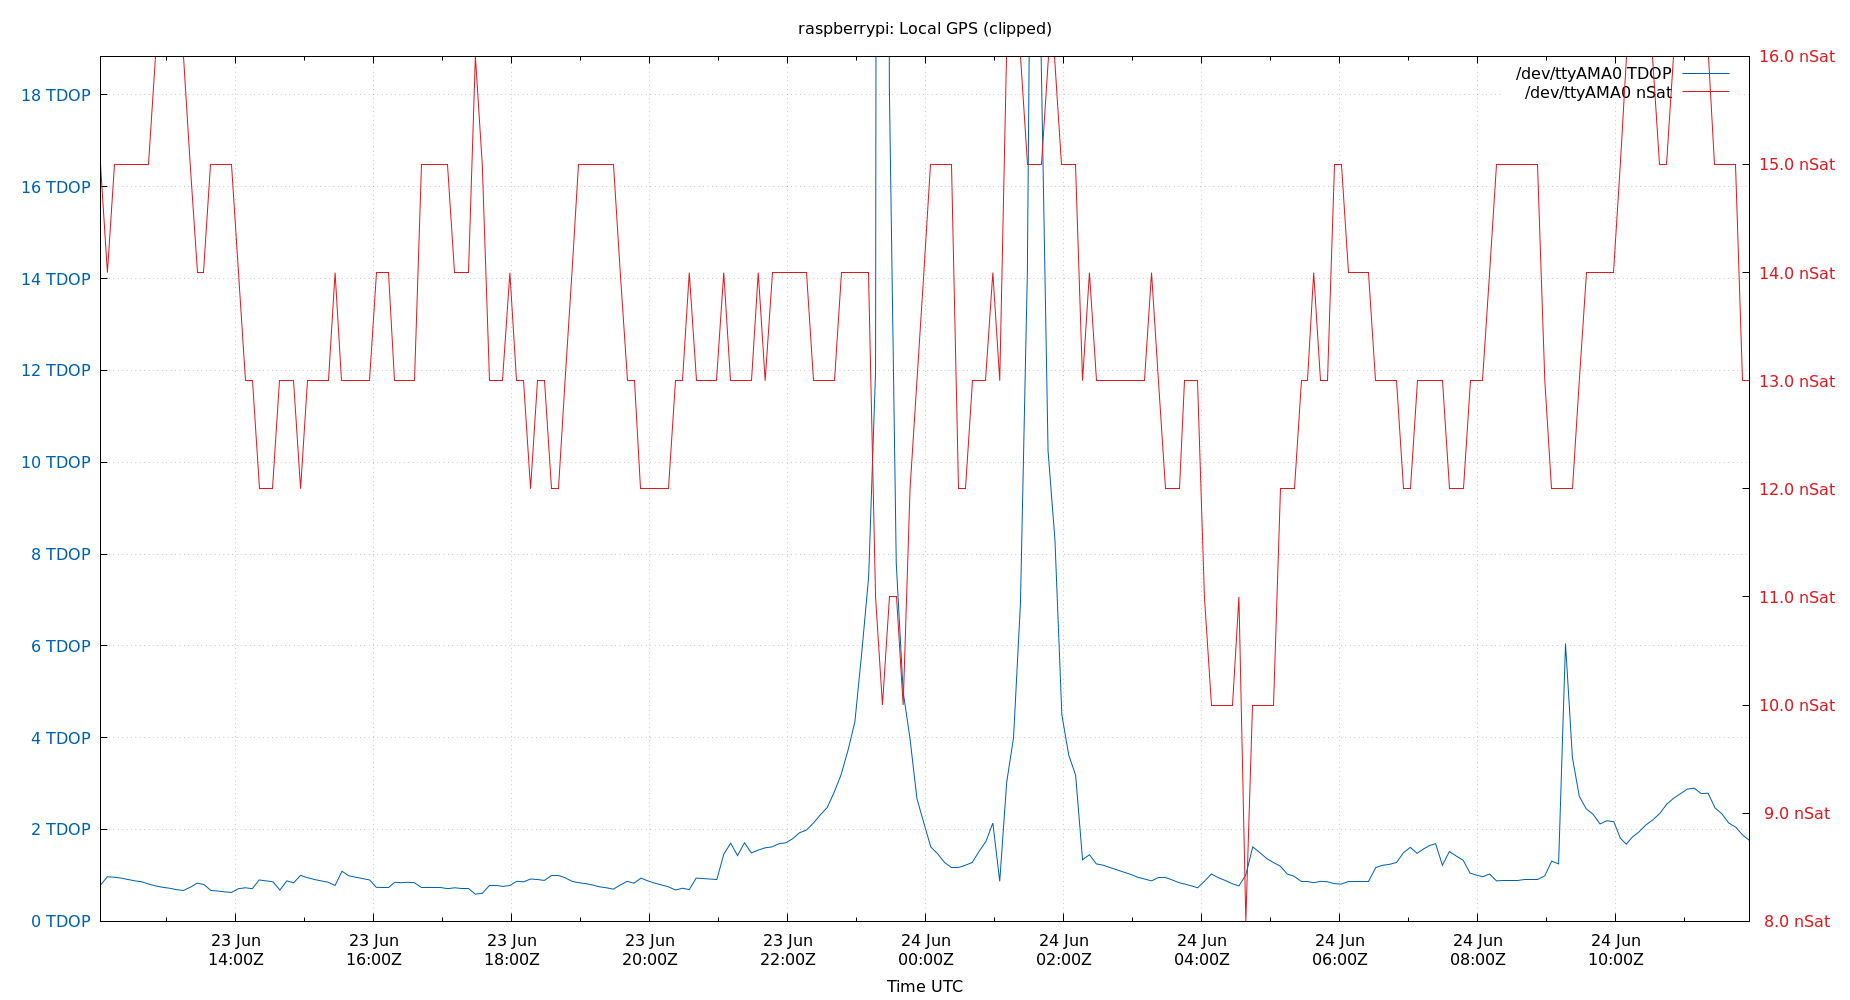 raspberrypi: Local GPS (clipped)
/dev/ttyAMA0 TDOP
/dev/ttyAMA0 nSat
18 TDOP
16 TDOP
14 TDOP
12 TDOP
10 TDOP
8 TDOP
6 TDOP
4 TDOP
2 TDOP
0 TDOP
16.0 nSat
15.0 nSat
14.0 nSat
13.0 nSat
12.0 nSat
11.0 nSat
10.0 nSat
9.0 nSat
8.0 nSat
23 Jun
14:00Z
23 Jun
16:00Z
23 Jun
18:00Z
23 Jun
20:00Z
23 Jun
22:00Z
24 Jun
00:00Z
24 Jun
02:00Z
24 Jun
04:00Z
24 Jun
06:00Z
24 Jun
08:00Z
24 Jun
10:00Z
Time UTC